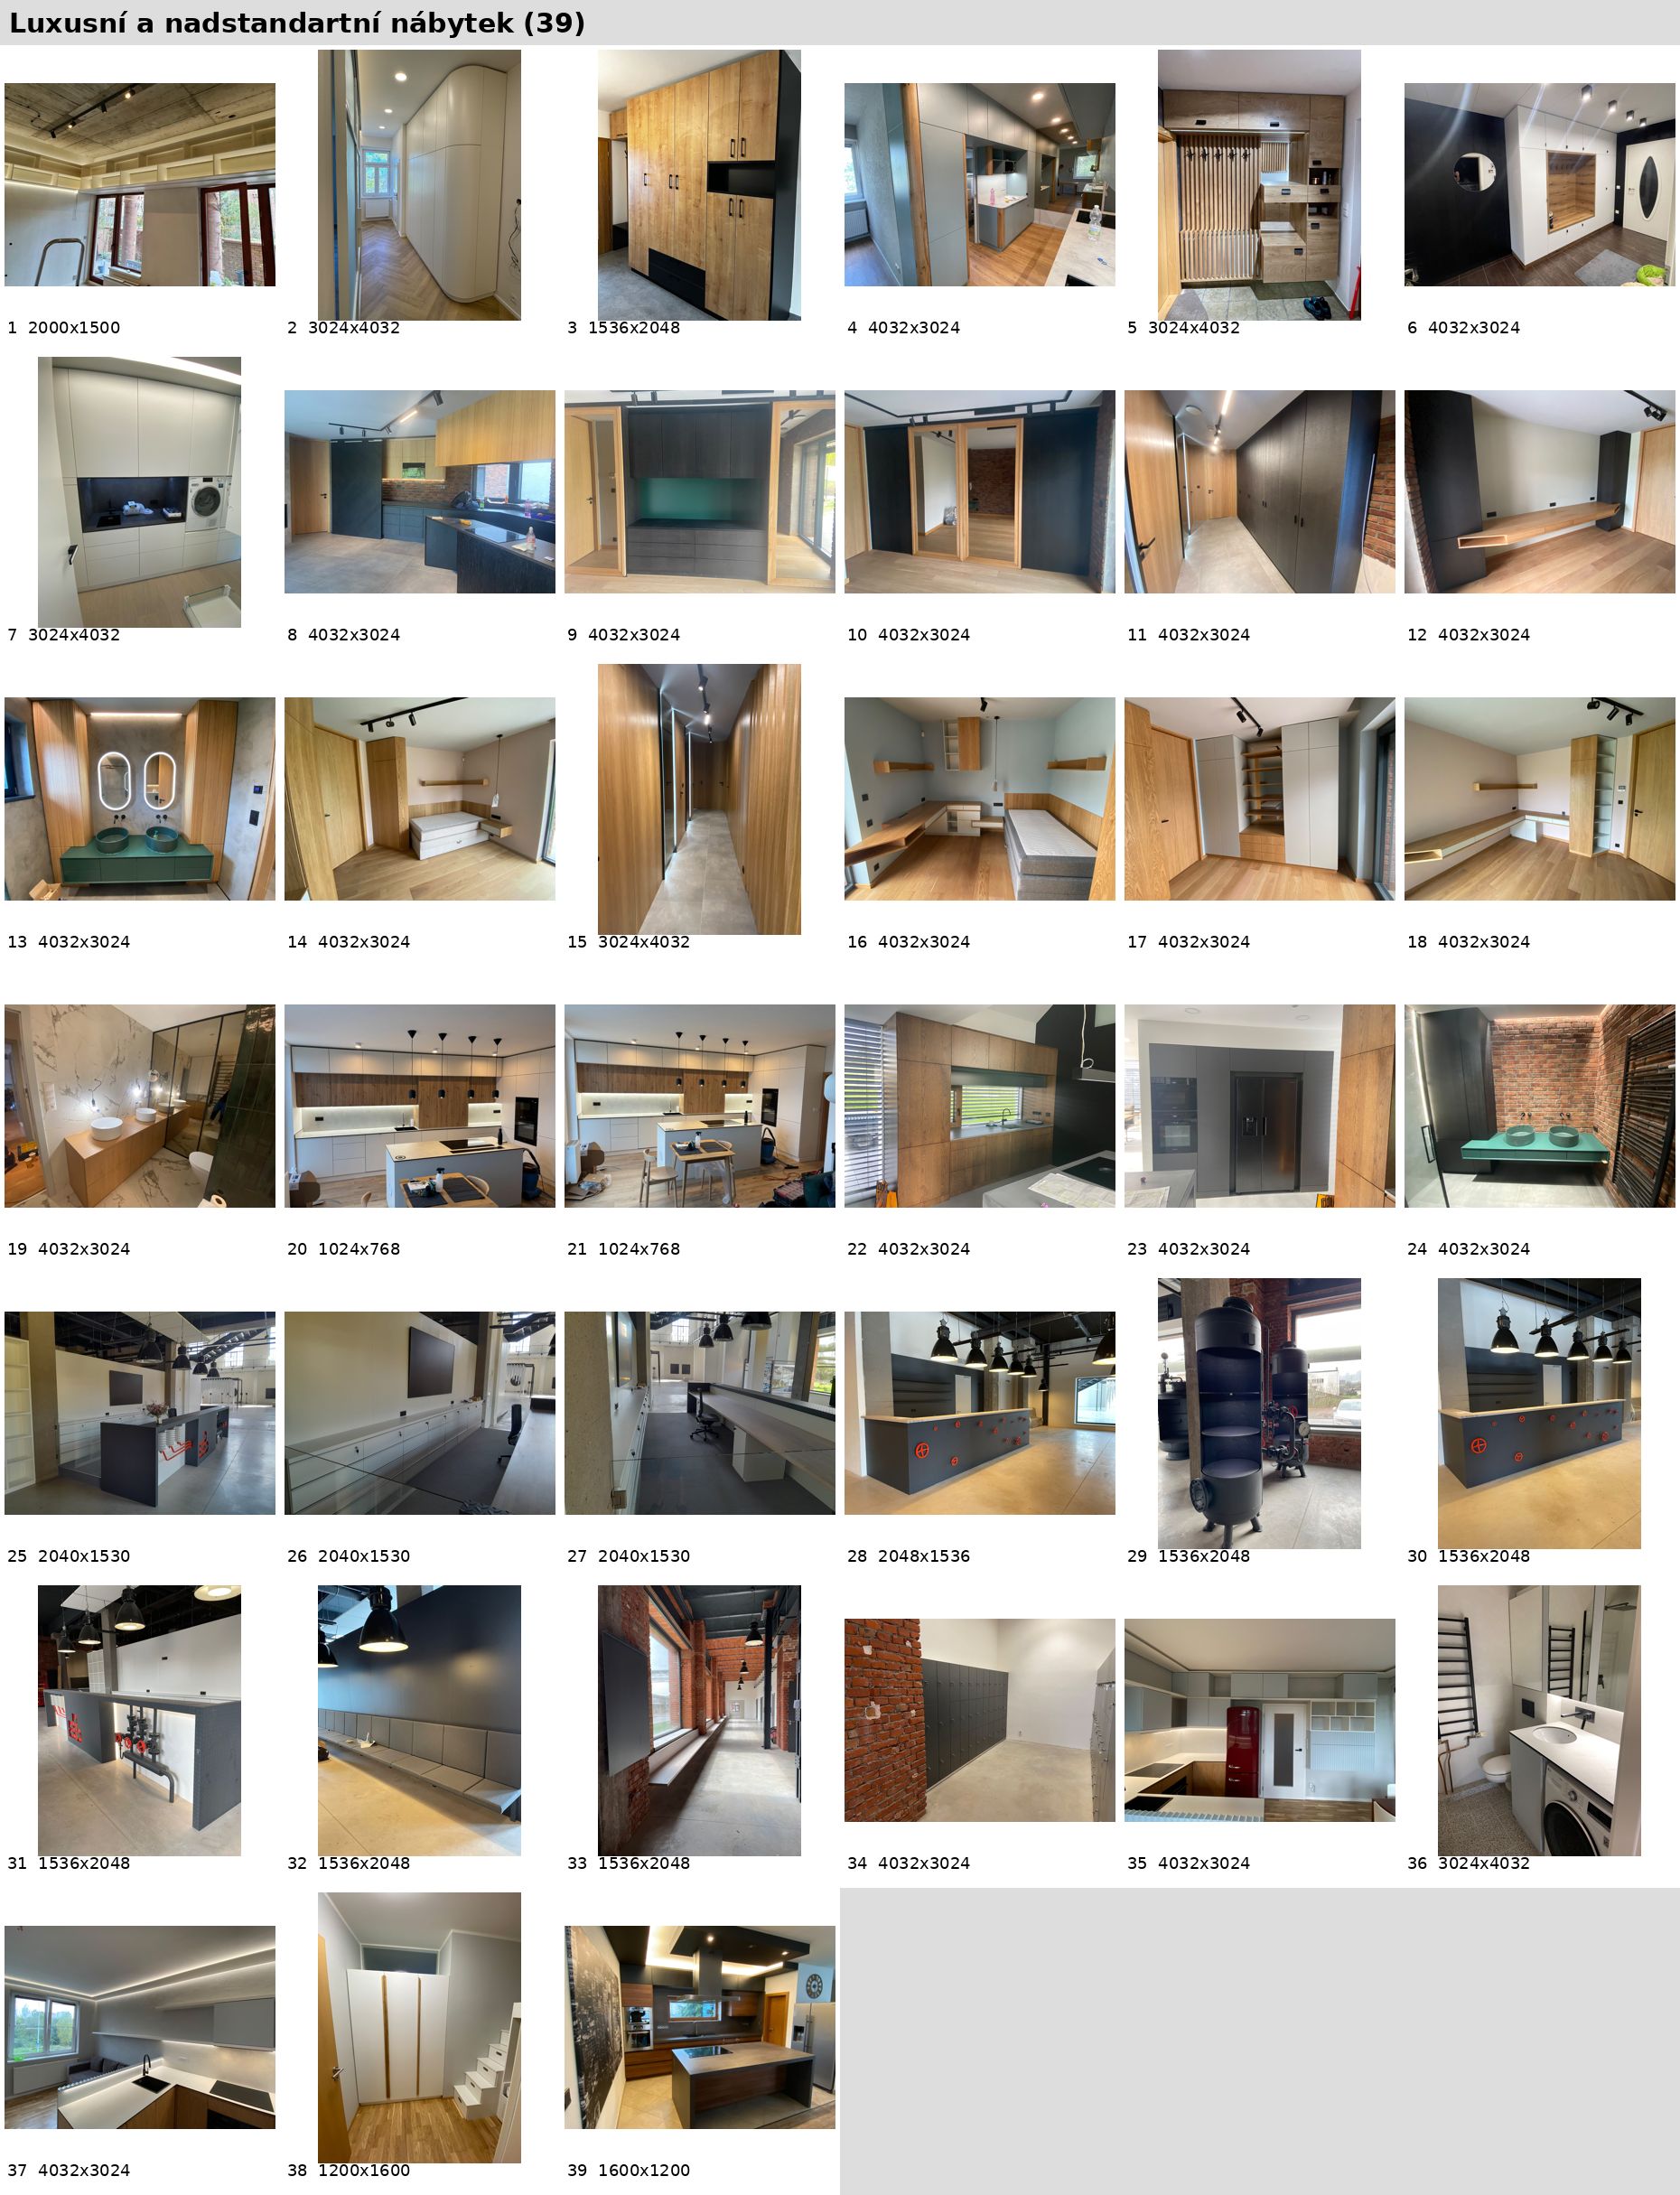 Luxusní a nadstandartní nábytek (39)
1 2000x1500
2 3024x4032
3 1536x2048
4 4032x3024
5 3024x4032
6 4032x3024
7 3024x4032
8 4032x3024
9 4032x3024
10 4032x3024
11 4032x3024
12 4032x3024
13 4032x3024
14 4032x3024
15 3024x4032
16 4032x3024
17 4032x3024
18 4032x3024
19 4032x3024
20 1024x768
21 1024x768
22 4032x3024
23 4032x3024
24 4032x3024
25 2040x1530
26 2040x1530
27 2040x1530
28 2048x1536
29 1536x2048
30 1536x2048
31 1536x2048
32 1536x2048
33 1536x2048
34 4032x3024
35 4032x3024
36 3024x4032
37 4032x3024
38 1200x1600
39 1600x1200